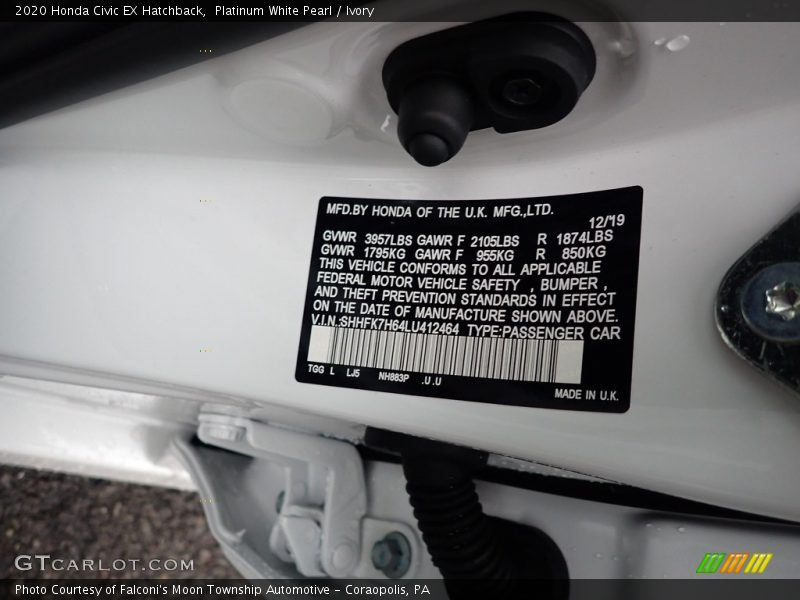 2020 Honda Civic EX Hatchback, Platinum White Pearl / Ivory
MFD.BY HONDA OF THE U.K. MFG.,LTD.
12/'19
GVWR 3957LBS GAWR F 2105LBS R 1874LBS
GVWR 1795KG GAWR F 955KG R 850KG
THIS VEHICLE CONFORMS TO ALL APPLICABLE
FEDERAL MOTOR VEHICLE SAFETY , BUMPER ,
AND THEFT PREVENTION STANDARDS IN EFFECT
ON THE DATE OF MANUFACTURE SHOWN ABOVE.
V.I.N.:SHHFK7H64LU412464 TYPE:PASSENGER CAR
TGG L LJ5 NH883P .U.U
MADE IN U.K.
GTCARLOT.COM
Photo Courtesy of Falconi's Moon Township Automotive - Coraopolis, PA